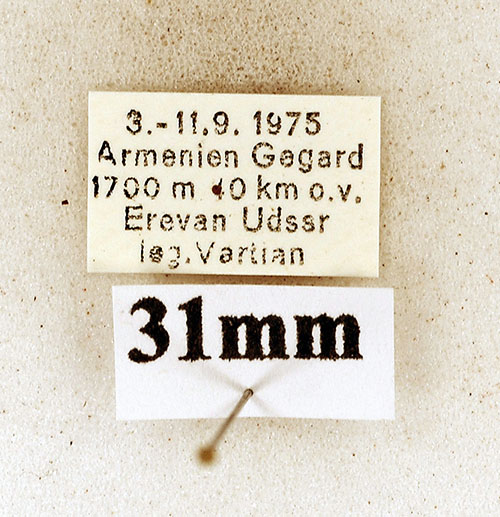 3.-11.9. 1975
Armenien Gegard
1700 m 40 km o.v.
Erevan Udssr
leg. Vartian
31mm